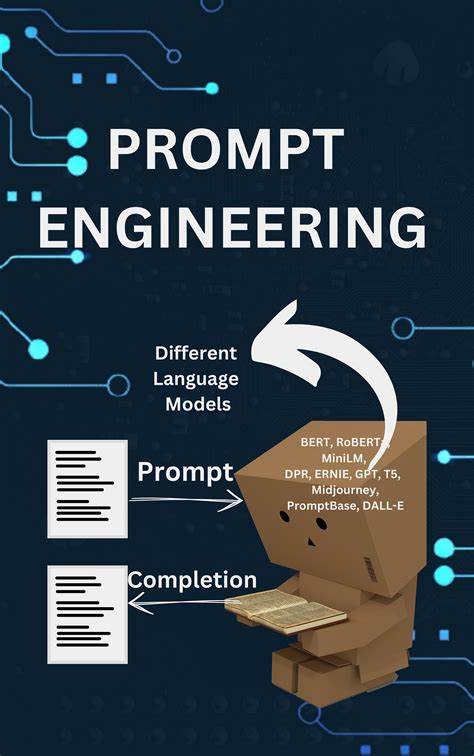 PROMPT
ENGINEERING
Different
Language
Models
BERT, RoBERTa,
MiniLM,
DPR, ERNIE, GPT, T5,
Midjourney,
PromptBase, DALL-E
Prompt
Completion